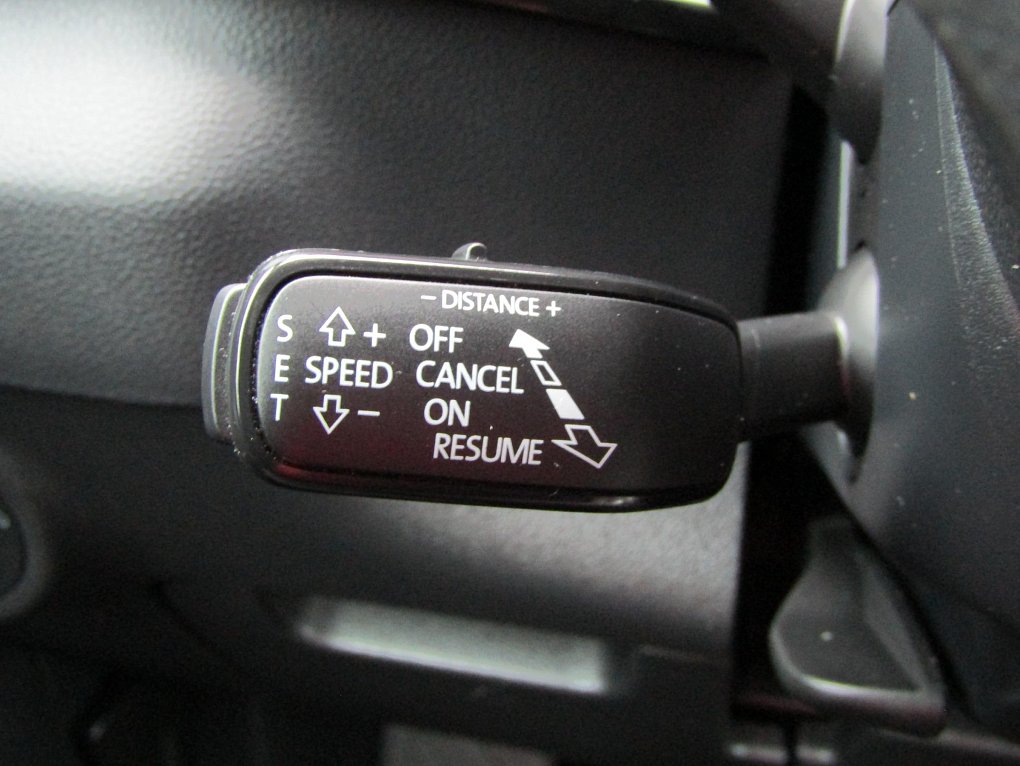 - DISTANCE +
S + OFF
E SPEED CANCEL
T - ON
RESUME